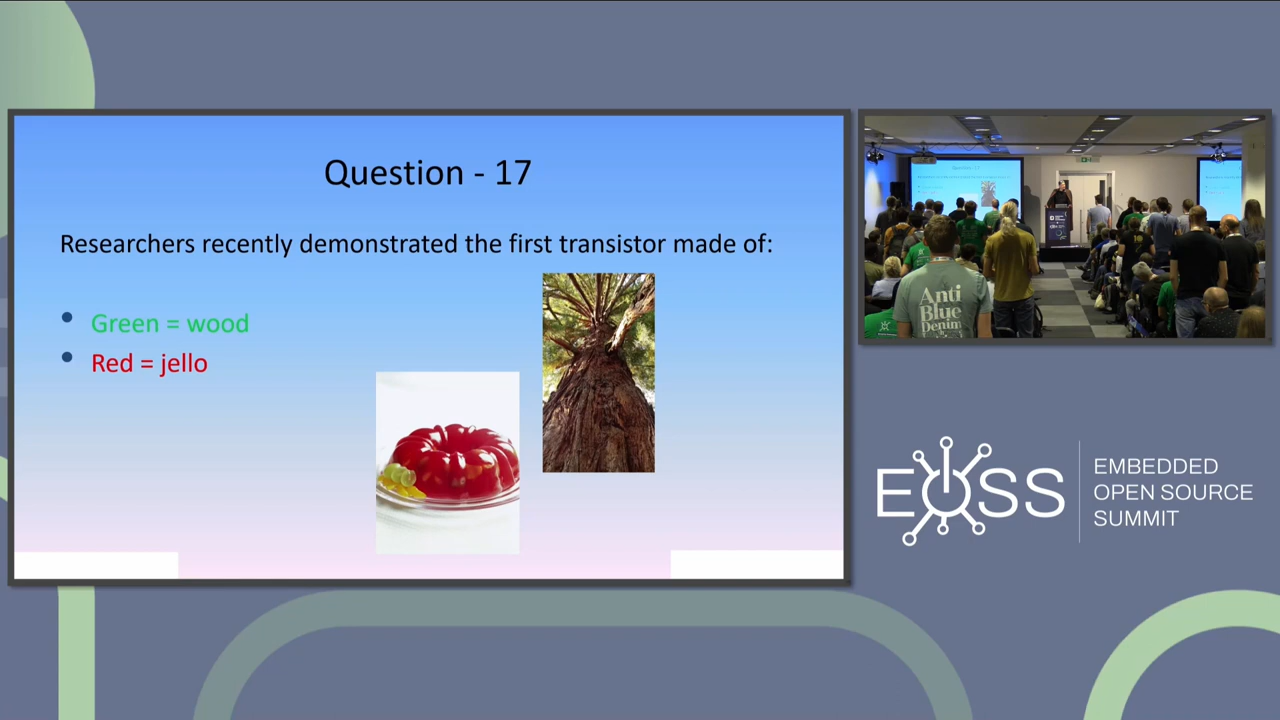 Question - 17
Researchers recently demonstrated the first transistor made of:
Green = wood
Red = jello
Anti
Blue
Denim
EOSS
EMBEDDED
OPEN SOURCE
SUMMIT